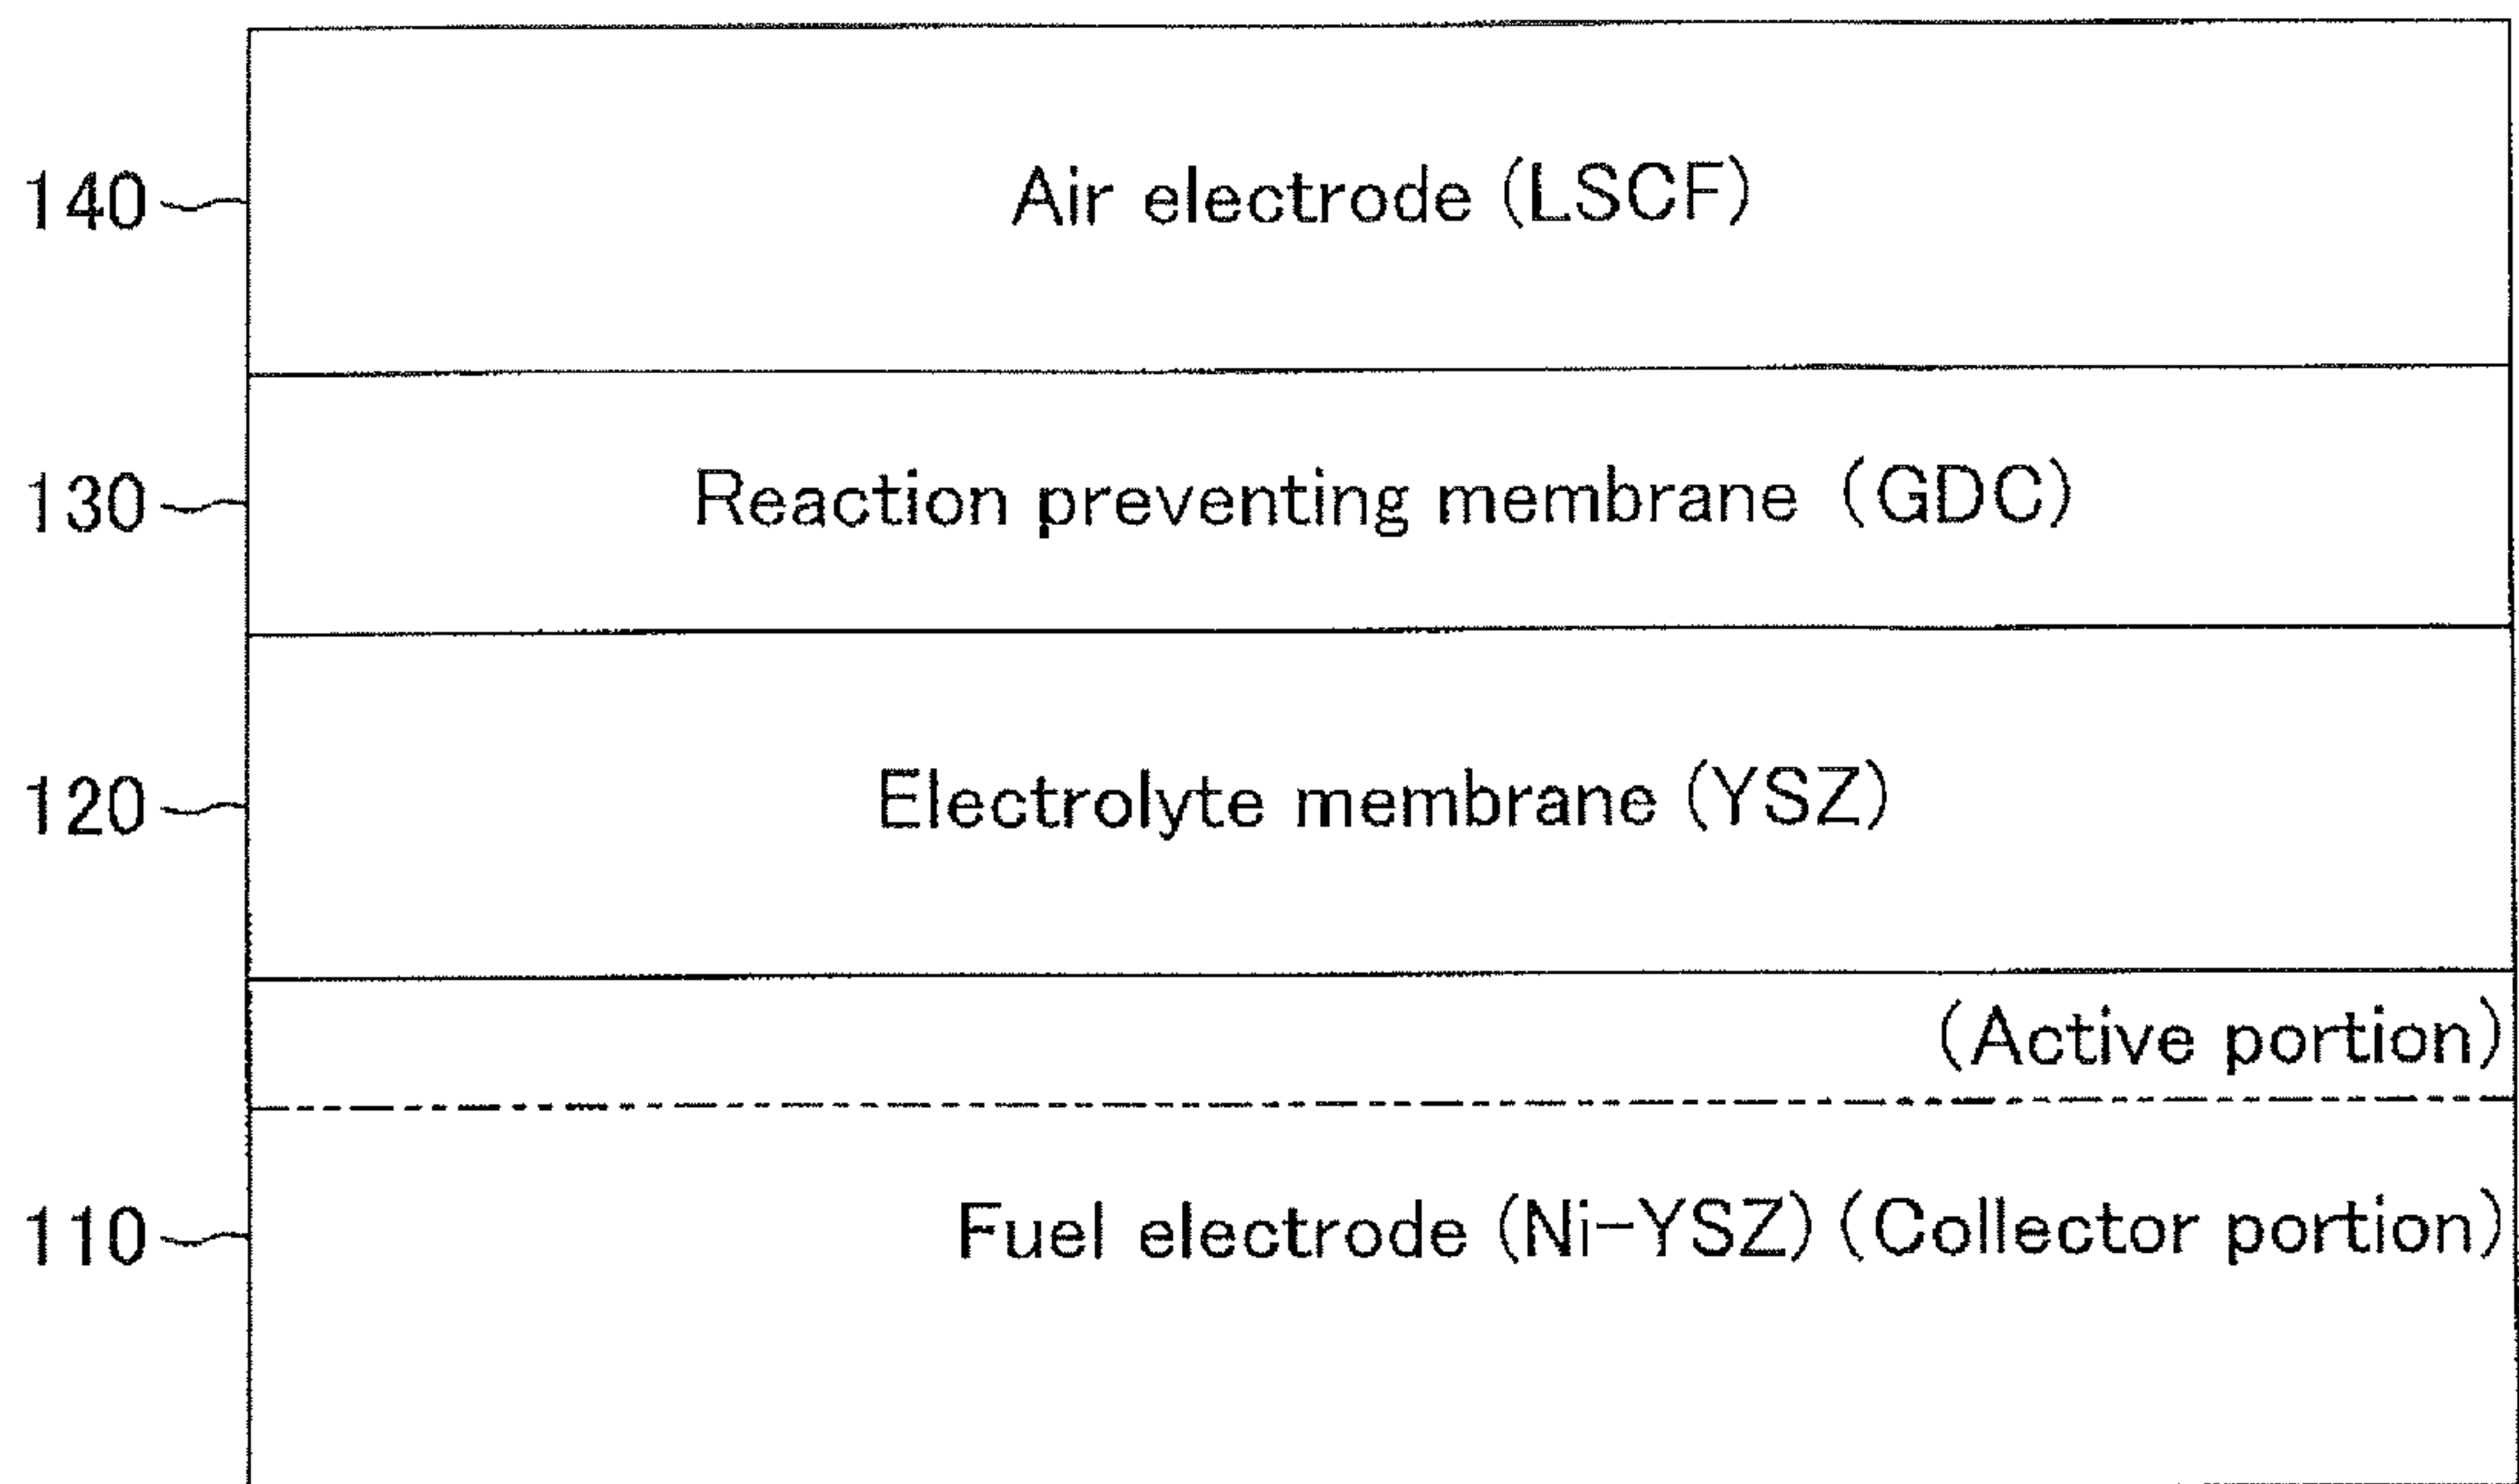 140
Air electrode (LSCF)
130
Reaction preventing membrane (GDC)
120
Electrolyte membrane (YSZ)
(Active portion)
110
Fuel electrode (Ni-YSZ) (Collector portion)